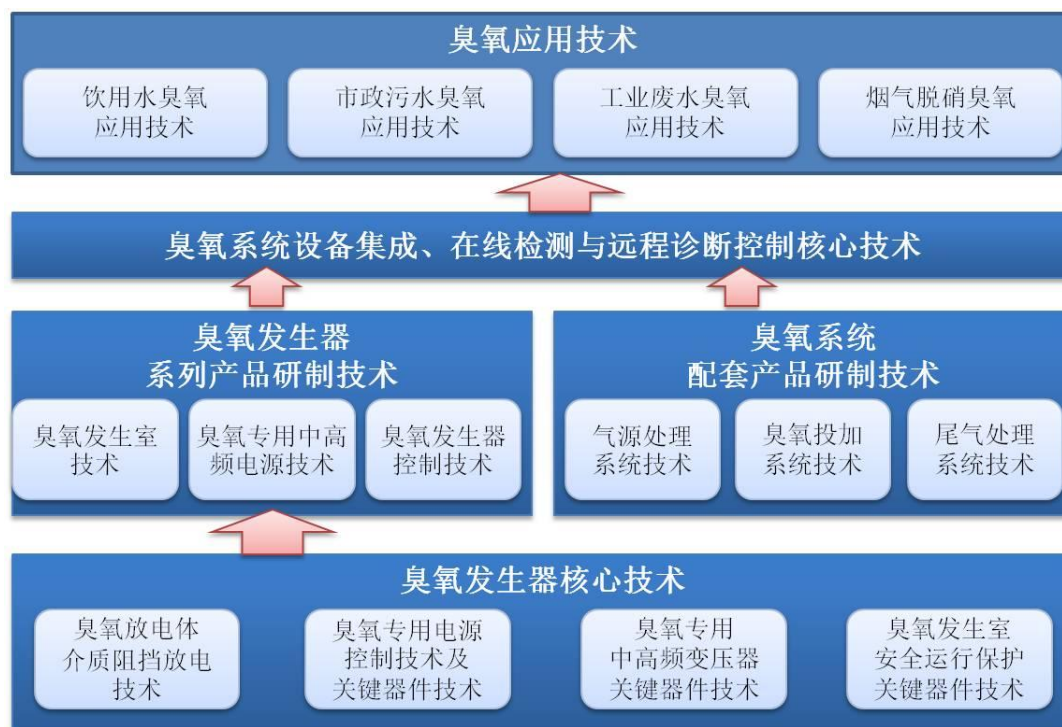 臭氧应用技术
饮用水臭氧
应用技术
市政污水臭氧
应用技术
工业废水臭氧
应用技术
烟气脱硝臭氧
应用技术
臭氧系统设备集成、在线检测与远程诊断控制核心技术
臭氧发生器
系列产品研制技术
臭氧发生室
技术
臭氧专用中高
频电源技术
臭氧发生器
控制技术
臭氧系统
配套产品研制技术
气源处理
系统技术
臭氧投加
系统技术
尾气处理
系统技术
臭氧发生器核心技术
臭氧放电体
介质阻挡放电
技术
臭氧专用电源
控制技术及
关键器件技术
臭氧专用
中高频变压器
关键器件技术
臭氧发生室
安全运行保护
关键器件技术